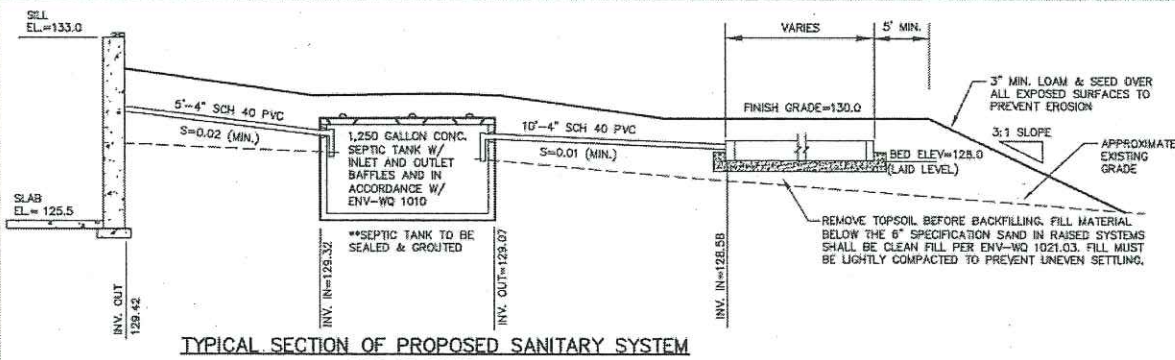 SILL
EL.=133.0
VARIES
5' MIN.
3" MIN. LOAM & SEED OVER
ALL EXPOSED SURFACES TO
PREVENT EROSION
5'-4" SCH 40 PVC
S=0.02 (MIN.)
1,250 GALLON CONC.
SEPTIC TANK W/
INLET AND OUTLET
BAFFLES AND IN
ACCORDANCE W/
ENV-WQ 1010
10'-4" SCH 40 PVC
S=0.01 (MIN.)
FINISH GRADE=130.0
3:1 SLOPE
BED ELEV=128.0
(LAID LEVEL)
APPROXIMATE
EXISTING
GRADE
SLAB
EL.= 125.5
**SEPTIC TANK TO BE
SEALED & GROUTED
REMOVE TOPSOIL BEFORE BACKFILLING. FILL MATERIAL
BELOW THE 6" SPECIFICATION SAND IN RAISED SYSTEMS
SHALL BE CLEAN FILL PER ENV-WQ 1021.03. FILL MUST
BE LIGHTLY COMPACTED TO PREVENT UNEVEN SETTLING.
INV. OUT
129.42
INV. IN=129.32
INV. OUT=129.07
INV. IN=128.58
TYPICAL SECTION OF PROPOSED SANITARY SYSTEM